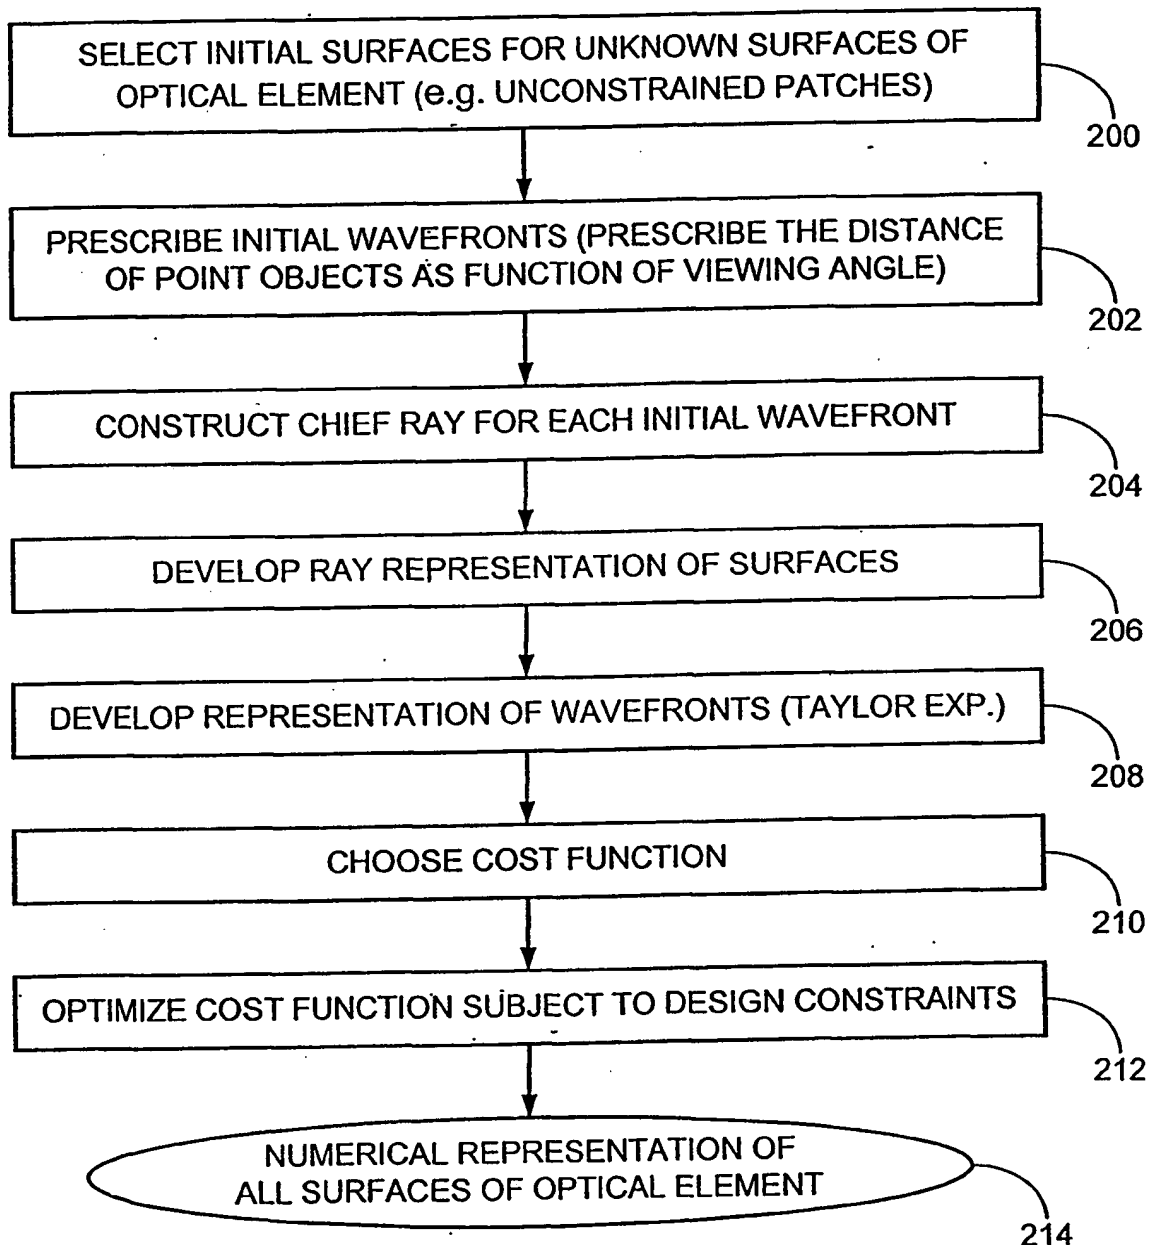 SELECT INITIAL SURFACES FOR UNKNOWN SURFACES OF
OPTICAL ELEMENT (e.g. UNCONSTRAINED PATCHES)
200
PRESCRIBE INITIAL WAVEFRONTS (PRESCRIBE THE DISTANCE
OF POINT OBJECTS AS FUNCTION OF VIEWING ANGLE)
202
CONSTRUCT CHIEF RAY FOR EACH INITIAL WAVEFRONT
204
DEVELOP RAY REPRESENTATION OF SURFACES
206
DEVELOP REPRESENTATION OF WAVEFRONTS (TAYLOR EXP.)
208
CHOOSE COST FUNCTION
210
OPTIMIZE COST FUNCTION SUBJECT TO DESIGN CONSTRAINTS
212
NUMERICAL REPRESENTATION OF
ALL SURFACES OF OPTICAL ELEMENT
214